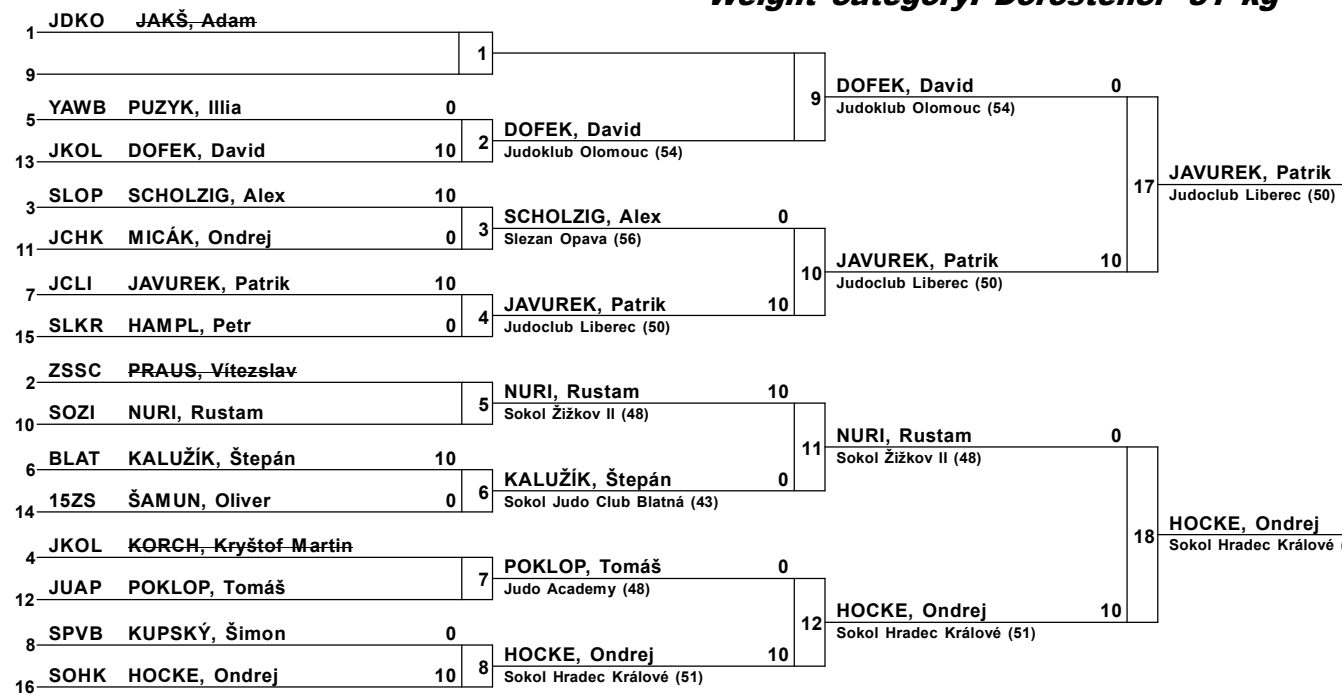 JDKO JAKŠ, Adam
1
1
9
YAWB PUZYK, Illia 0
5
2
JKOL DOFEK, David 10
13
SLOP SCHOLZIG, Alex 10
3
3
JCHK MICÁK, Ondrej 0
11
JCLI JAVUREK, Patrik 10
7
4
SLKR HAMPL, Petr 0
15
ZSSC PRAUS, Vítezslav
2
5
SOZI NURI, Rustam
10
BLAT KALUŽÍK, Štepán 10
6
6
15ZS ŠAMUN, Oliver 0
14
JKOL KORCH, Kryštof Martin
4
7
JUAP POKLOP, Tomáš
12
SPVB KUPSKÝ, Šimon 0
8
8
SOHK HOCKE, Ondrej 10
16
DOFEK, David
Judoklub Olomouc (54)
9
SCHOLZIG, Alex 0
Slezan Opava (56)
10
JAVUREK, Patrik 10
Judoclub Liberec (50)
NURI, Rustam 10
Sokol Žižkov II (48)
11
KALUŽÍK, Štepán 0
Sokol Judo Club Blatná (43)
POKLOP, Tomáš 0
Judo Academy (48)
12
HOCKE, Ondrej 10
Sokol Hradec Králové (51)
DOFEK, David 0
Judoklub Olomouc (54)
17
JAVUREK, Patrik 10
Judoclub Liberec (50)
NURI, Rustam 0
Sokol Žižkov II (48)
18
HOCKE, Ondrej 10
Sokol Hradec Králové (51)
JAVUREK, Patrik
Judoclub Liberec (50)
HOCKE, Ondrej
Sokol Hradec Králové